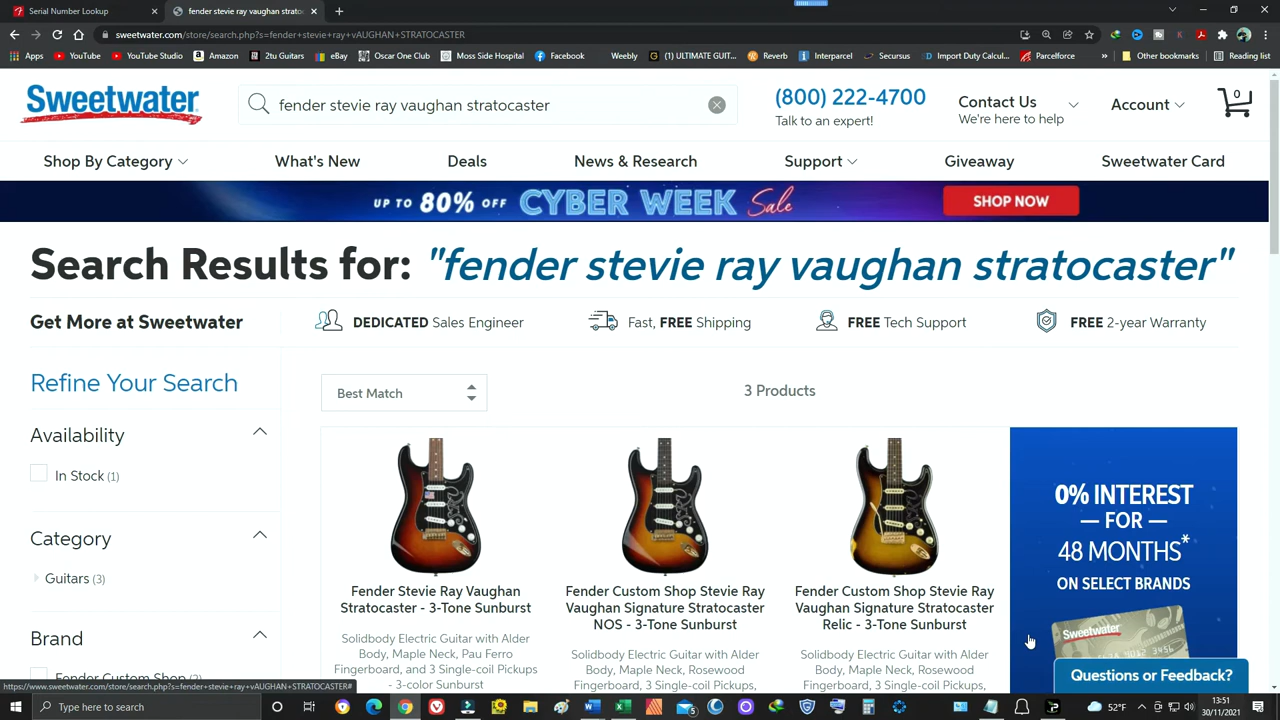 Serial Number Lookup
fender stevie ray vaughan strato
sweetwater.com/store/search.php?s=fender+stevie+ray+vAUGHAN+STRATOCASTER
Apps
YouTube
YouTube Studio
Amazon
2tu Guitars
eBay
Oscar One Club
Moss Side Hospital
Facebook
Weebly
(1) ULTIMATE GUIT...
Reverb
Interparcel
Securus
Import Duty Calcul...
Parcelforce
»
Other bookmarks
Reading list
Sweetwater
fender stevie ray vaughan stratocaster
(800) 222-4700
Talk to an expert!
Contact Us
We're here to help
Account
0
Shop By Category
What's New
Deals
News & Research
Support
Giveaway
Sweetwater Card
UP TO 80% OFF CYBER WEEK Sale
SHOP NOW
Search Results for: "fender stevie ray vaughan stratocaster"
Get More at Sweetwater
DEDICATED Sales Engineer
Fast, FREE Shipping
FREE Tech Support
FREE 2-year Warranty
Refine Your Search
Best Match
3 Products
Availability
In Stock (1)
Category
Guitars (3)
Brand
Fender Custom Shop (2)
Fender Stevie Ray Vaughan
Stratocaster - 3-Tone Sunburst
Solidbody Electric Guitar with Alder
Body, Maple Neck, Pau Ferro
Fingerboard, and 3 Single-coil Pickups
- 3-color Sunburst
Fender Custom Shop Stevie Ray
Vaughan Signature Stratocaster
NOS - 3-Tone Sunburst
Solidbody Electric Guitar with Alder
Body, Maple Neck, Rosewood
Fingerboard, 3 Single-coil Pickups,
Fender Custom Shop Stevie Ray
Vaughan Signature Stratocaster
Relic - 3-Tone Sunburst
Solidbody Electric Guitar with Alder
Body, Maple Neck, Rosewood
Fingerboard, 3 Single-coil Pickups,
0% INTEREST
— FOR —
48 MONTHS*
ON SELECT BRANDS
Sweetwater
Questions or Feedback?
https://www.sweetwater.com/store/search.php?s=fender+stevie+ray+vAUGHAN+STRATOCASTER#
Type here to search
52°F
13:51
30/11/2021